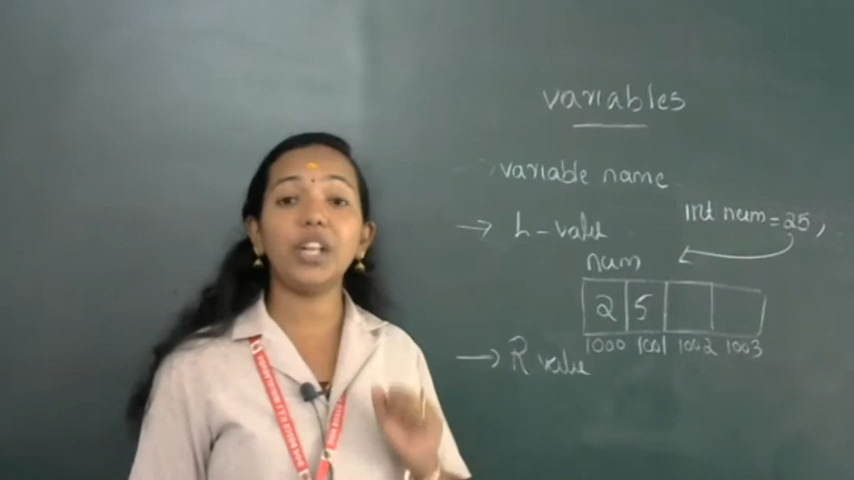 variables
variable name
→ L-value
int num = 25,
num
2 5
1000 1001 1002 1003
→ R value